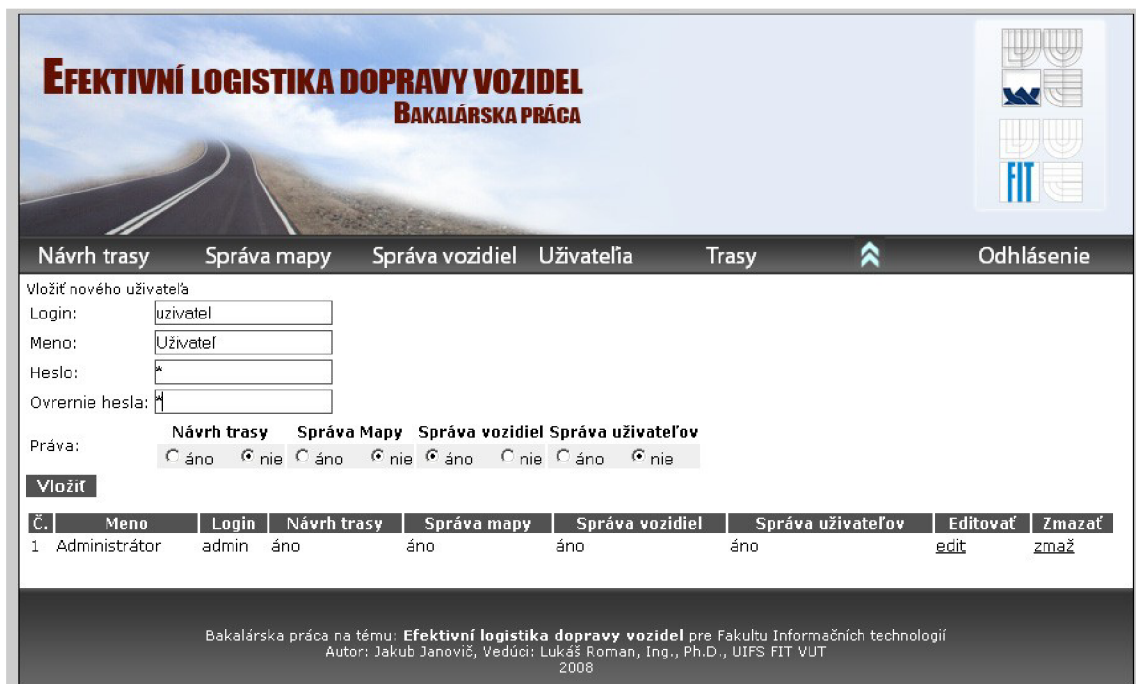 EFEKTIVNÍ LOGISTIKA DOPRAVY VOZIDEL
BAKALÁRSKA PRÁCA
FIT
Návrh trasy Správa mapy Správa vozidiel Uživatelia Trasy Odhlásenie
Vložiť nového uživateľa
Login: uzivatel
Meno: Užívateľ
Heslo: *
Ovrernie hesla: *
Návrh trasy Správa Mapy Správa vozidiel Správa uživateľov
Práva: áno nie áno nie áno nie áno nie
Vložiť
Č. Meno Login Návrh trasy Správa mapy Správa vozidiel Správa uživateľov Editovať Zmazať
1 Administrátor admin áno áno áno áno edit zmaž
Bakalárska práca na tému: Efektivní logistika dopravy vozidel pre Fakultu Informačních technologií
Autor: Jakub Janovič, Vedúci: Lukáš Roman, Ing., Ph.D., UIFS FIT VUT
2008